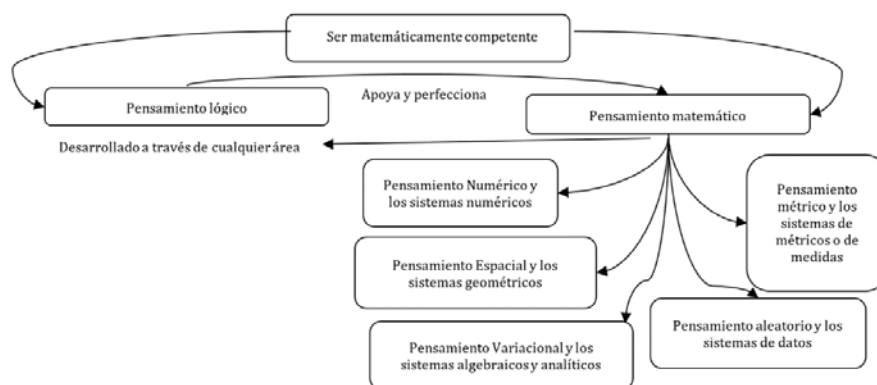 Ser matemáticamente competente
Pensamiento lógico
Apoya y perfecciona
Pensamiento matemático
Desarrollado a través de cualquier área
Pensamiento Numérico y
los sistemas numéricos
Pensamiento
métrico y los
sistemas de
métricos o de
medidas
Pensamiento Espacial y los
sistemas geométricos
Pensamiento aleatorio y los
sistemas de datos
Pensamiento Variacional y los
sistemas algebraicos y analíticos